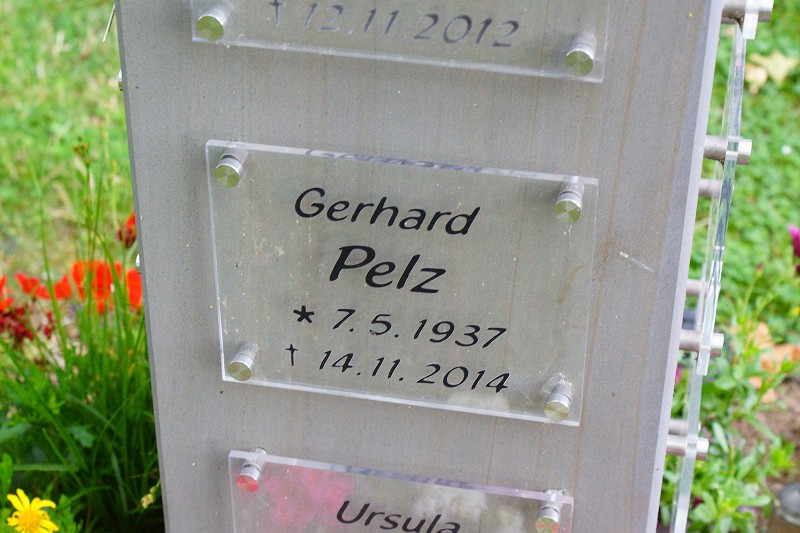 † 12.11.2012
Gerhard
Pelz
* 7.5.1937
† 14.11.2014
Ursula